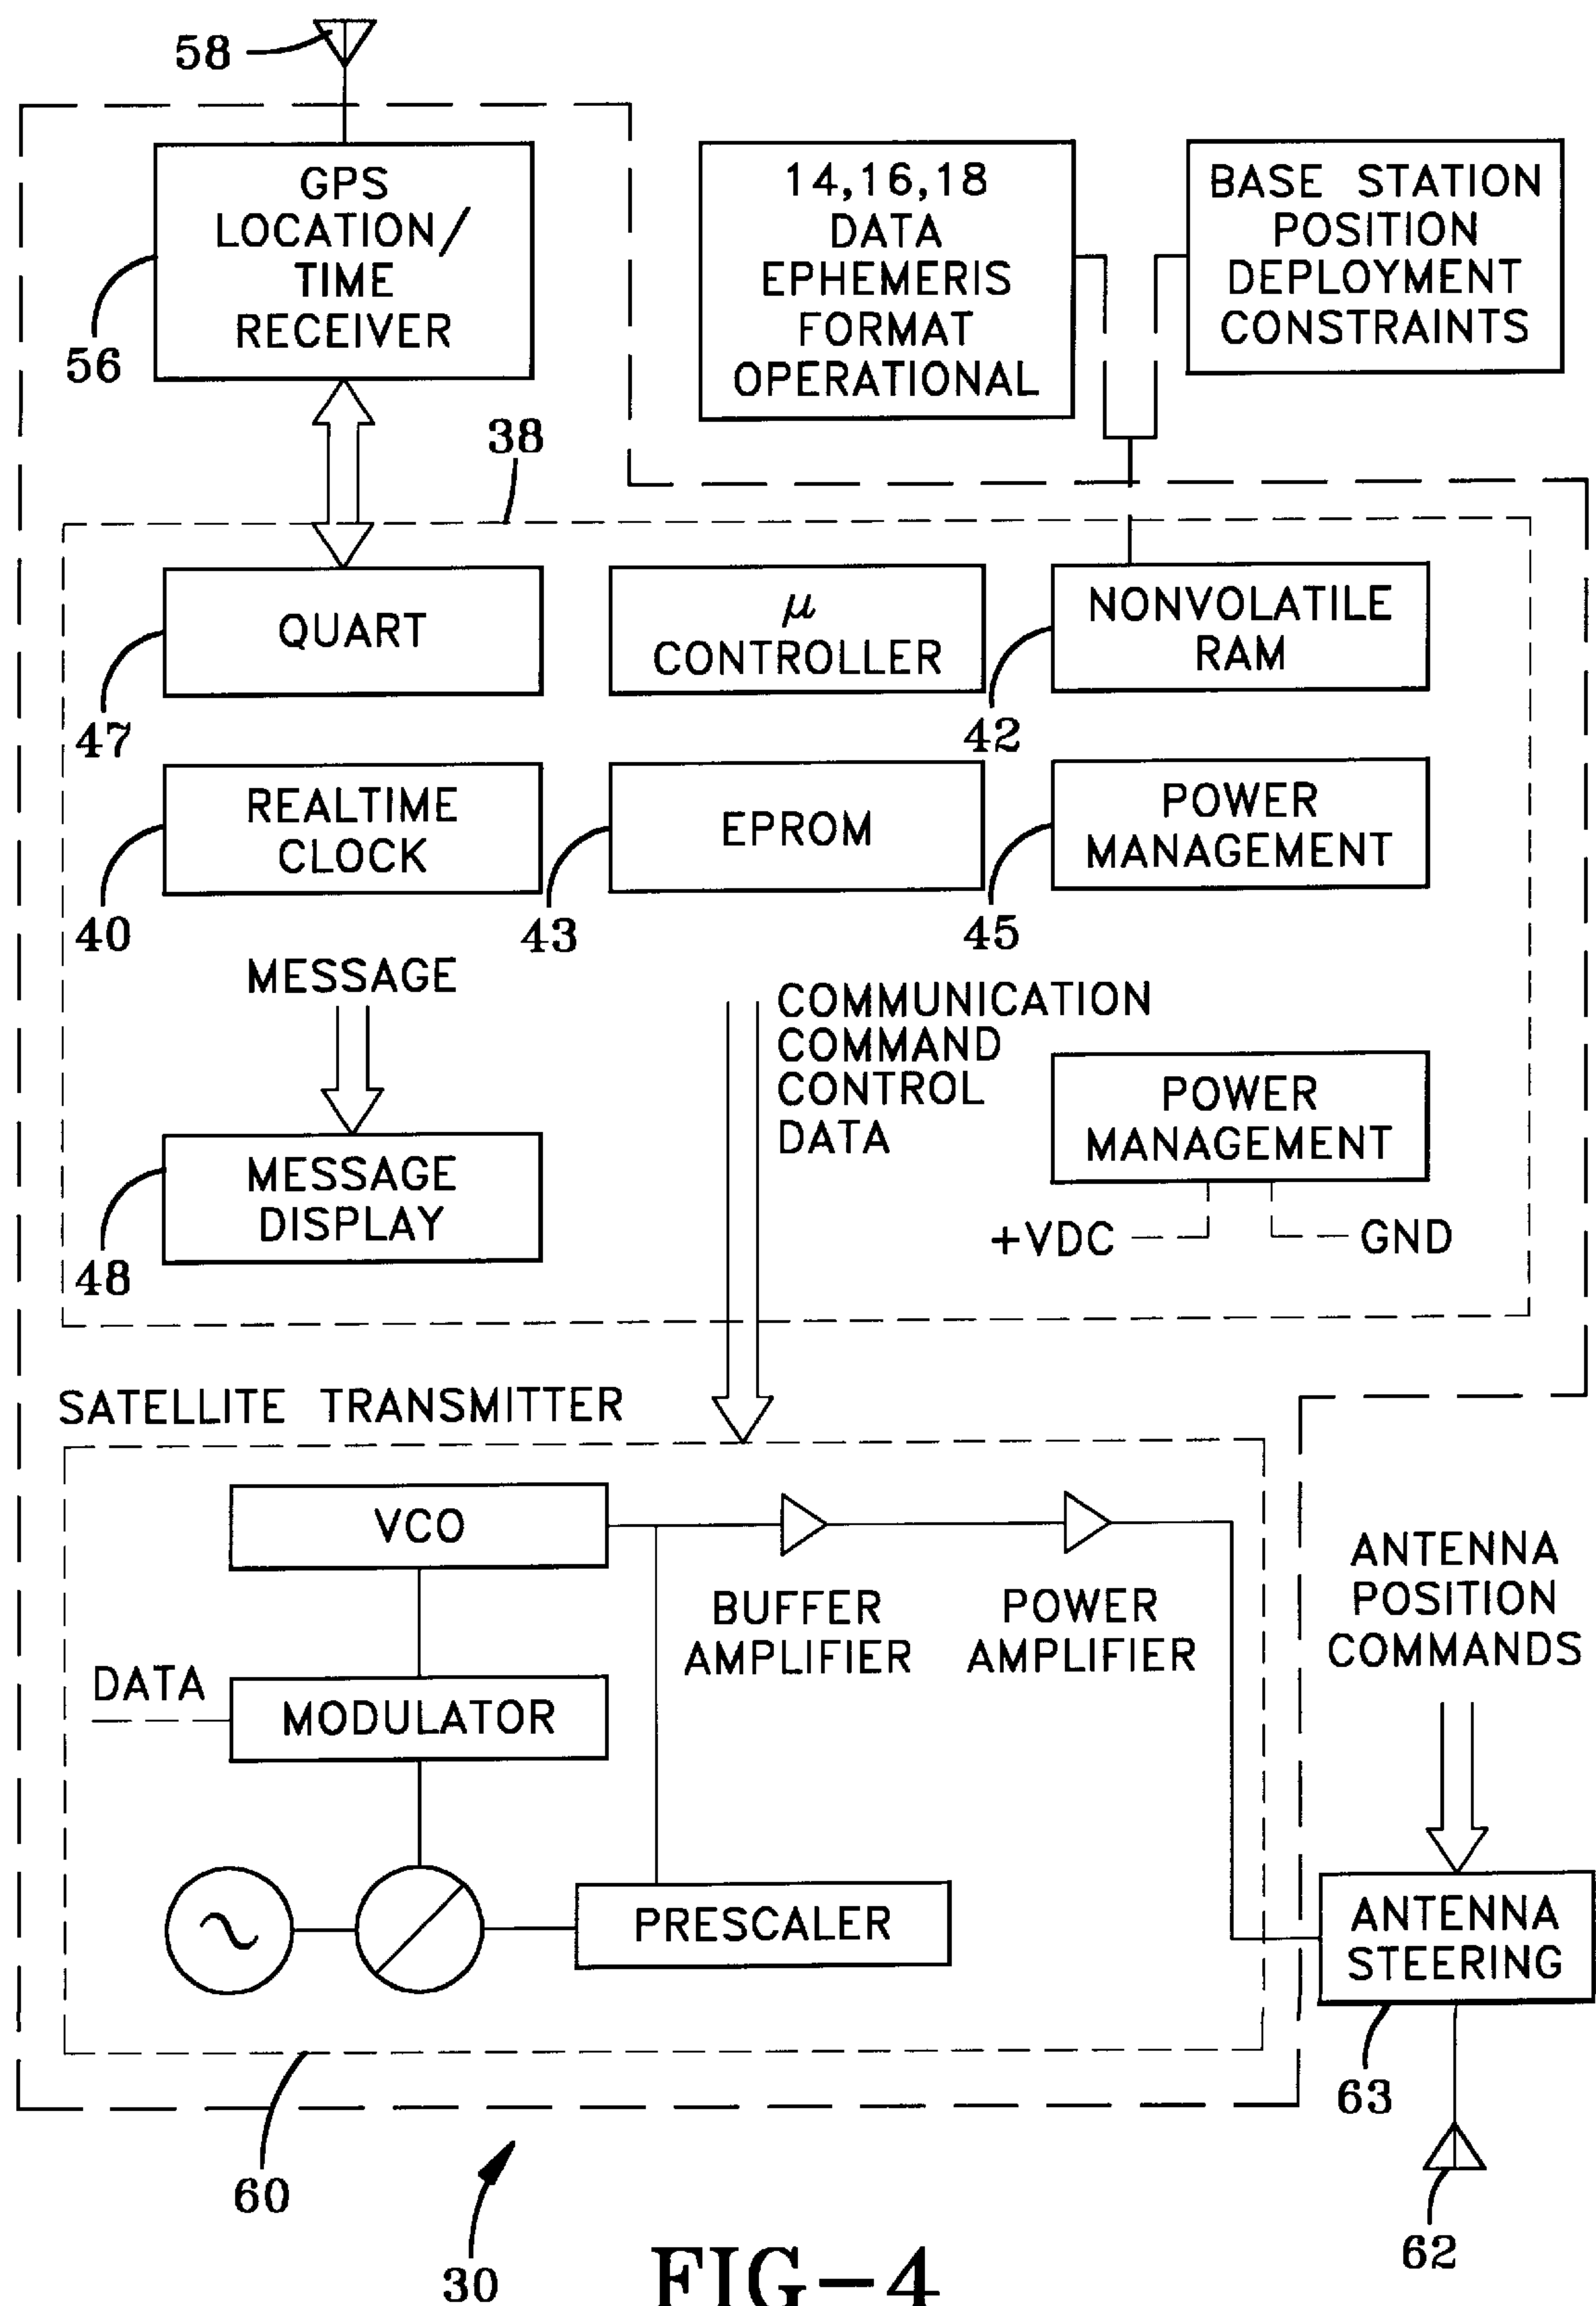 58
GPS
LOCATION/
TIME
RECEIVER
56
14,16,18
DATA
EPHEMERIS
FORMAT
OPERATIONAL
BASE STATION
POSITION
DEPLOYMENT
CONSTRAINTS
38
QUART
47
μ
CONTROLLER
NONVOLATILE
RAM
42
REALTIME
CLOCK
40
EPROM
43
POWER
MANAGEMENT
45
MESSAGE
MESSAGE
DISPLAY
48
COMMUNICATION
COMMAND
CONTROL
DATA
POWER
MANAGEMENT
+VDC
GND
SATELLITE TRANSMITTER
VCO
BUFFER
AMPLIFIER
POWER
AMPLIFIER
DATA
MODULATOR
PRESCALER
ANTENNA
POSITION
COMMANDS
ANTENNA
STEERING
63
62
60
30
FIG-4